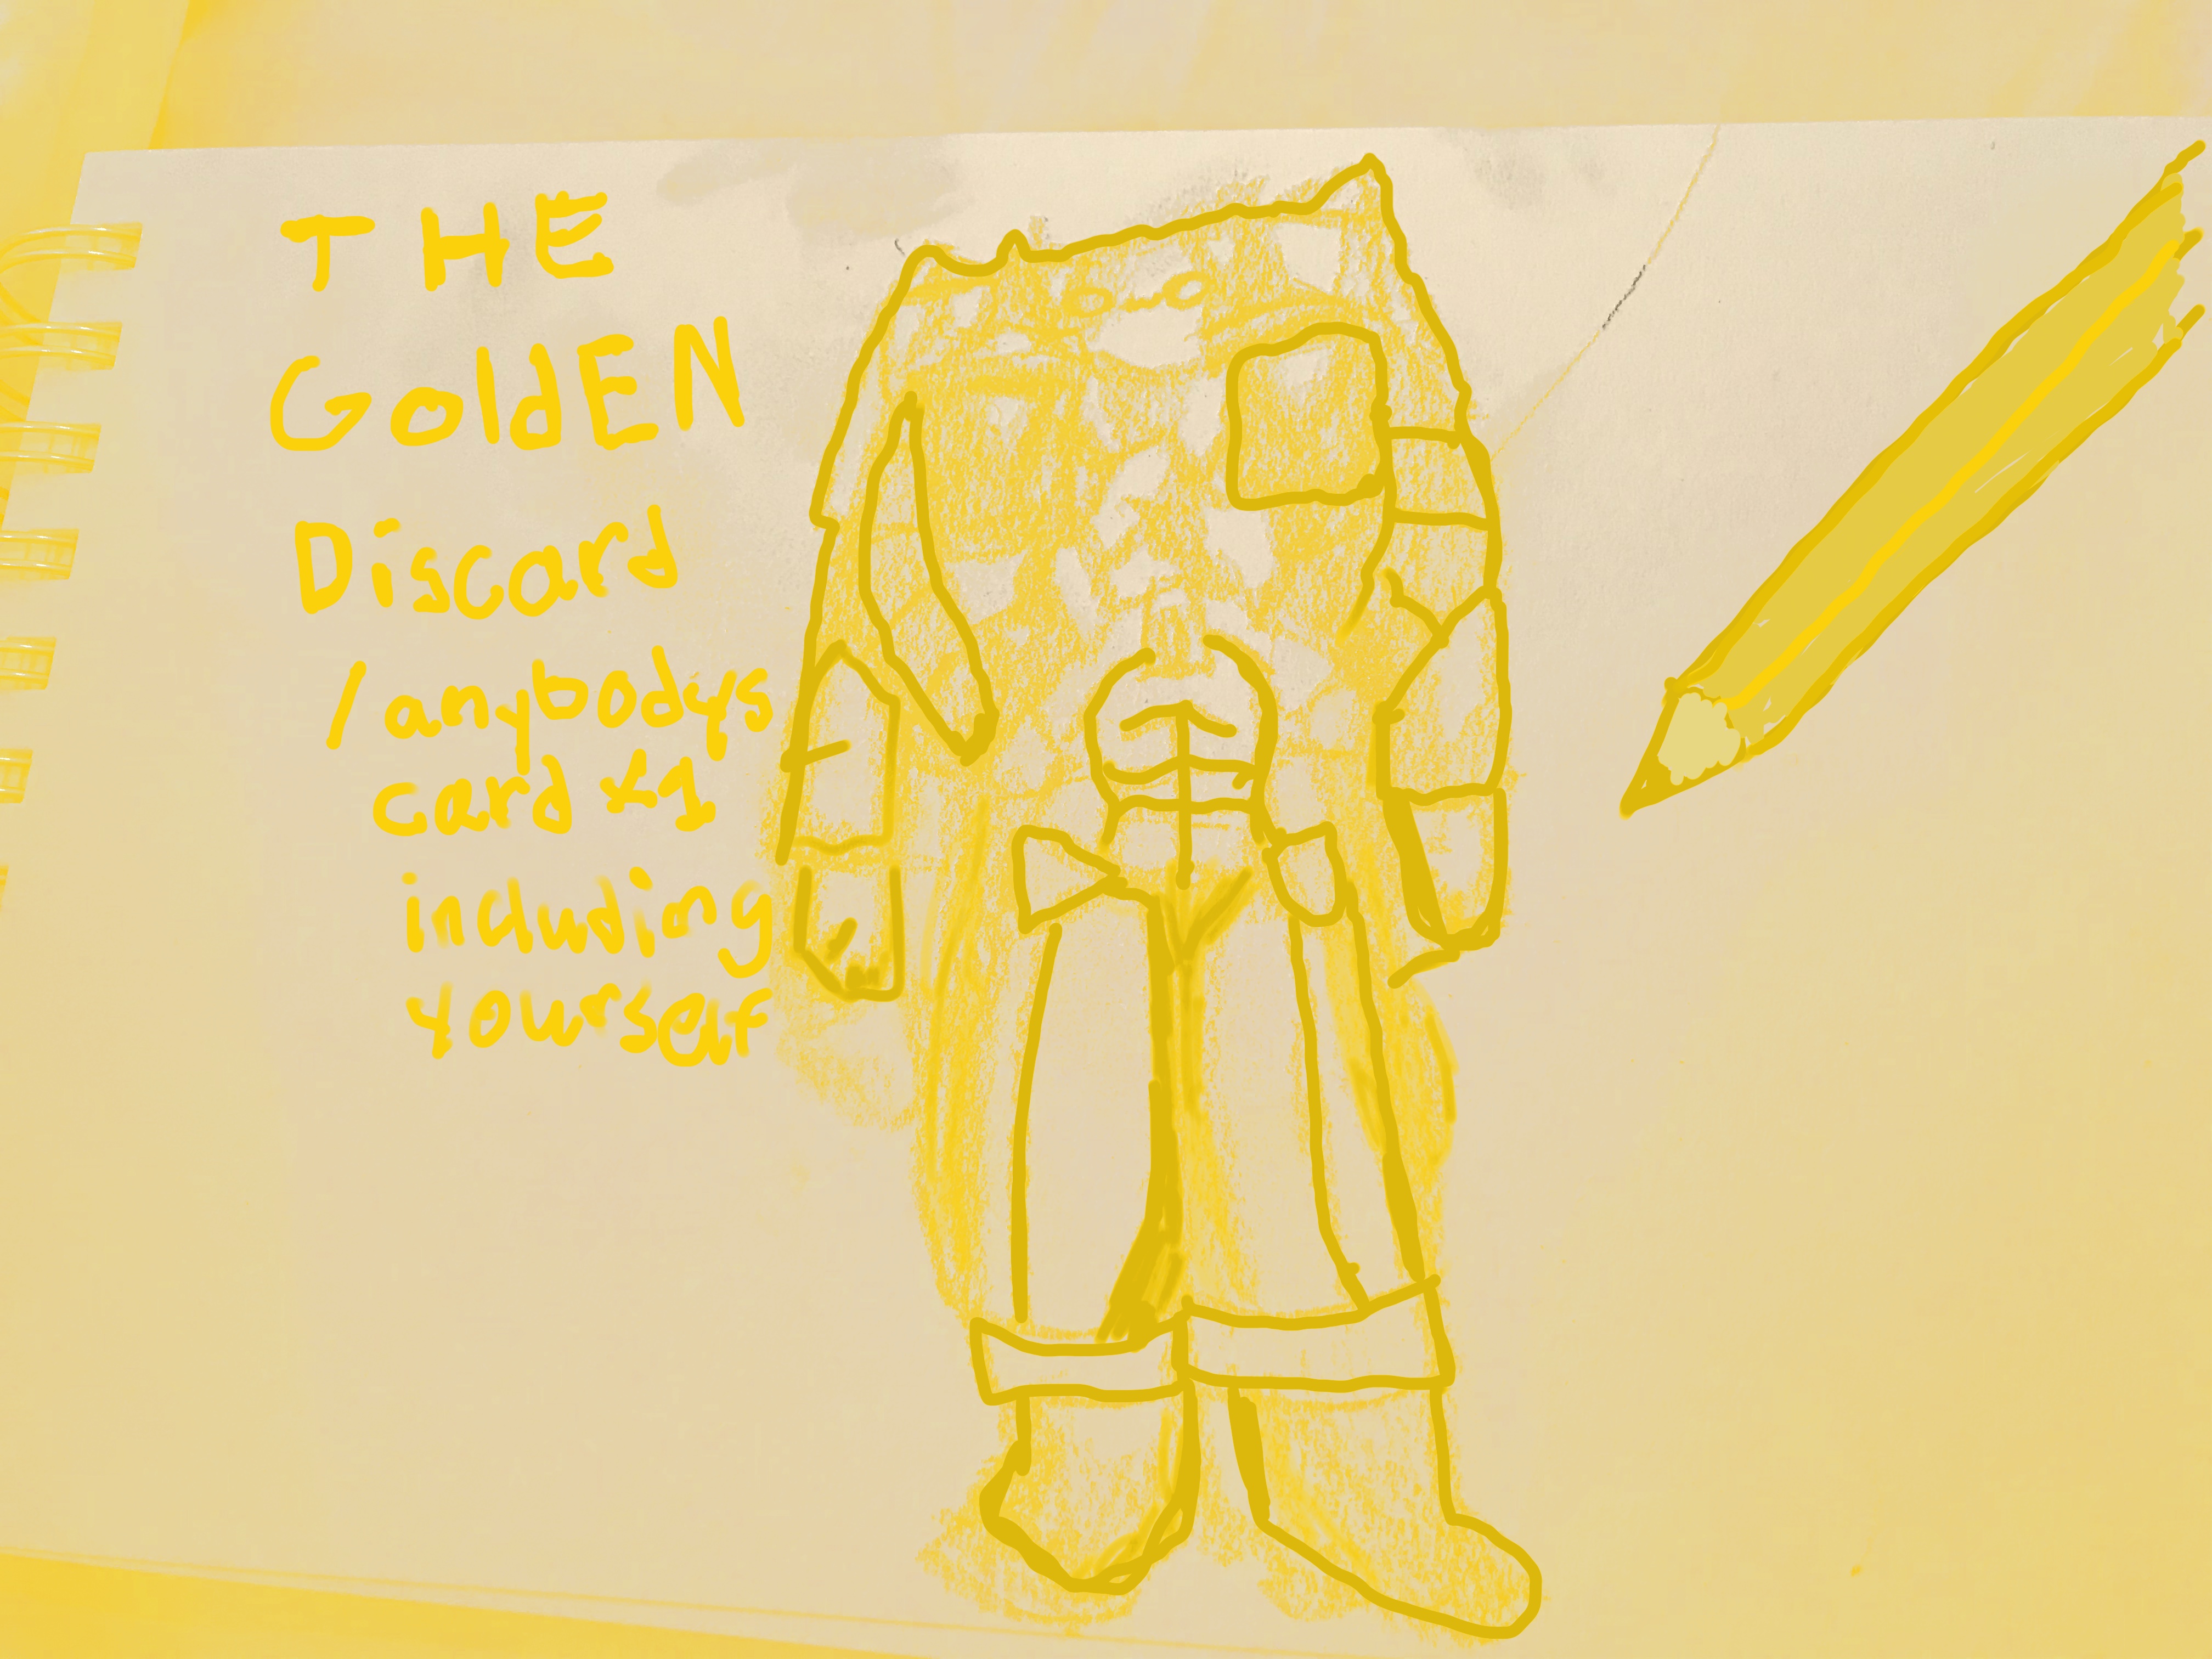 THE
GoldEN
Discard
/anybodys
card x1
including
yourself